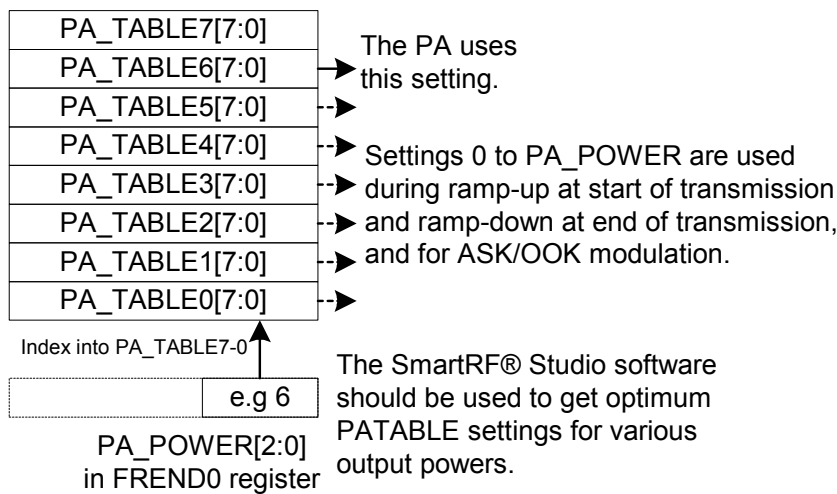 PA_TABLE7[7:0]
PA_TABLE6[7:0]
PA_TABLE5[7:0]
PA_TABLE4[7:0]
PA_TABLE3[7:0]
PA_TABLE2[7:0]
PA_TABLE1[7:0]
PA_TABLE0[7:0]
The PA uses
this setting.
Settings 0 to PA_POWER are used
during ramp-up at start of transmission
and ramp-down at end of transmission,
and for ASK/OOK modulation.
Index into PA_TABLE7-0
e.g 6
PA_POWER[2:0]
in FREND0 register
The SmartRF® Studio software
should be used to get optimum
PATABLE settings for various
output powers.